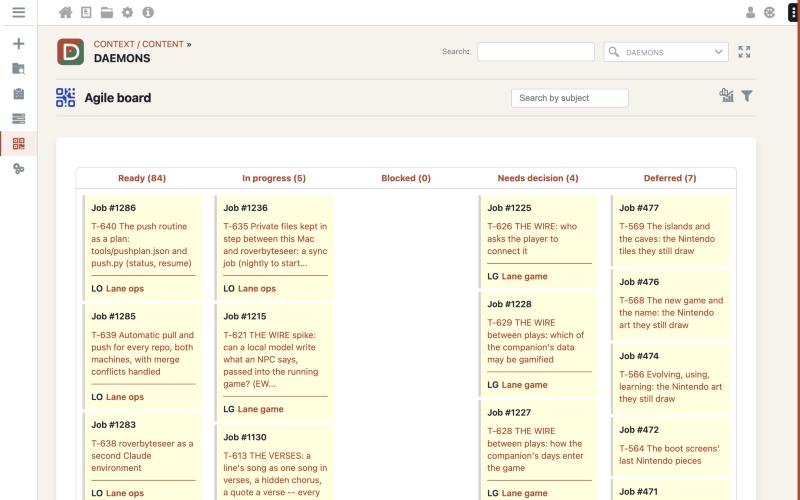 CONTEXT / CONTENT »
DAEMONS
Search:
DAEMONS
Agile board
Search by subject
Ready (84)
In progress (5)
Blocked (0)
Needs decision (4)
Deferred (7)
Job #1286
T-640 The push routine
as a plan:
tools/pushplan.json and
push.py (status, resume)
LO Lane ops
Job #1285
T-639 Automatic pull and
push for every repo, both
machines, with merge
conflicts handled
LO Lane ops
Job #1283
T-638 roverbyteseer as a
second Claude
environment
LO Lane ops
Job #1236
T-635 Private files kept in
step between this Mac
and roverbyteseer: a sync
job (nightly to start...
LO Lane ops
Job #1215
T-621 THE WIRE spike:
can a local model write
what an NPC says,
passed into the running
game? (EW...
LG Lane game
Job #1130
T-613 THE VERSES: a
line's song as one song in
verses, a hidden chorus,
a quote a verse -- every
Job #1225
T-626 THE WIRE: who
asks the player to
connect it
LG Lane game
Job #1228
T-629 THE WIRE
between plays: which of
the companion's data
may be gamified
LG Lane game
Job #1227
T-628 THE WIRE
between plays: how the
companion's days enter
the game
LG Lane game
Job #477
T-569 The islands and
the caves: the Nintendo
tiles they still draw
Job #476
T-568 The new game and
the name: the Nintendo
art they still draw
Job #474
T-566 Evolving, using,
learning: the Nintendo art
they still draw
Job #472
T-564 The boot screens'
last Nintendo pieces
Job #471